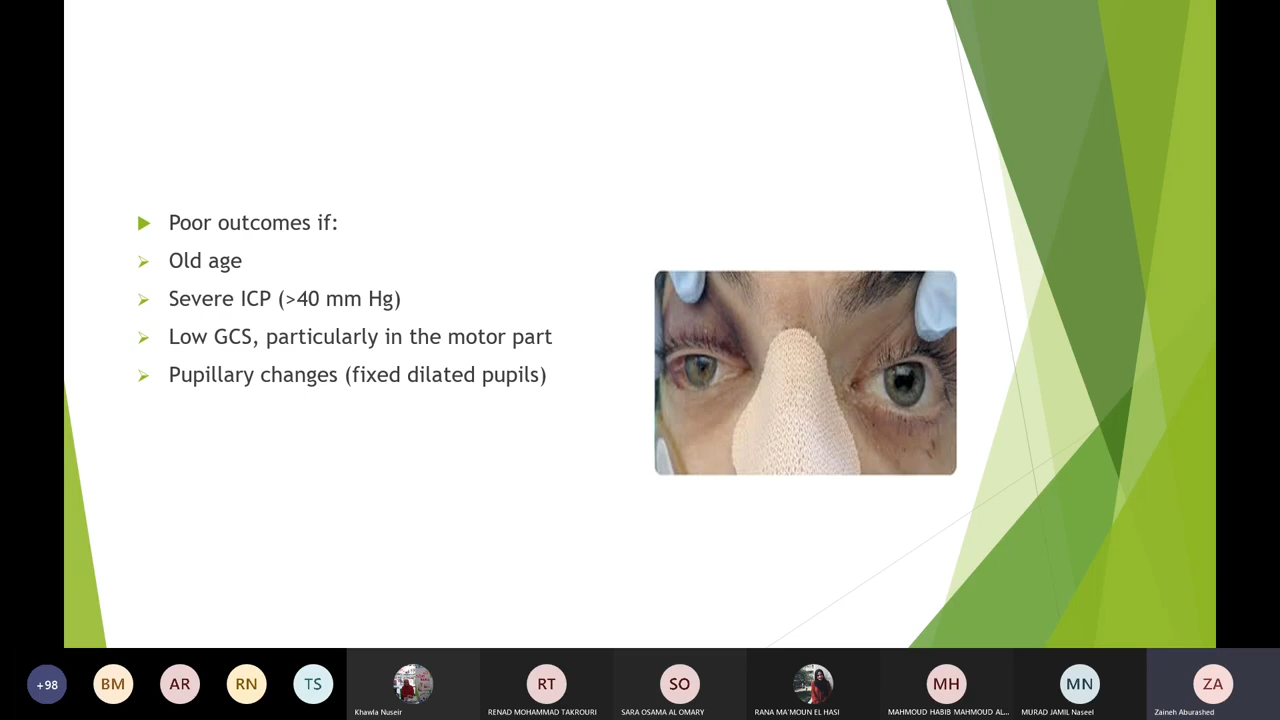 Poor outcomes if:
Old age
Severe ICP (>40 mm Hg)
Low GCS, particularly in the motor part
Pupillary changes (fixed dilated pupils)
+98
BM
AR
RN
TS
Khawla Nuseir
RT
RENAD MOHAMMAD TAKROURI
SO
SARA OSAMA AL OMARY
RANA MA'MOUN EL HASI
MH
MAHMOUD HABIB MAHMOUD AL...
MN
MURAD JAMIL Naseel
ZA
Zaineh Aburashed